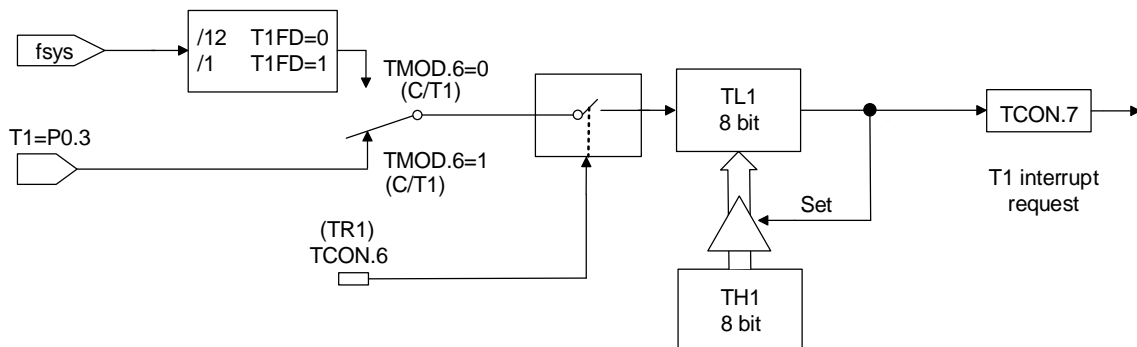 fsys
/12 T1FD=0
/1 T1FD=1
TMOD.6=0
(C/T1)
T1=P0.3
TMOD.6=1
(C/T1)
(TR1)
TCON.6
TL1
8 bit
TCON.7
T1 interrupt
request
Set
TH1
8 bit